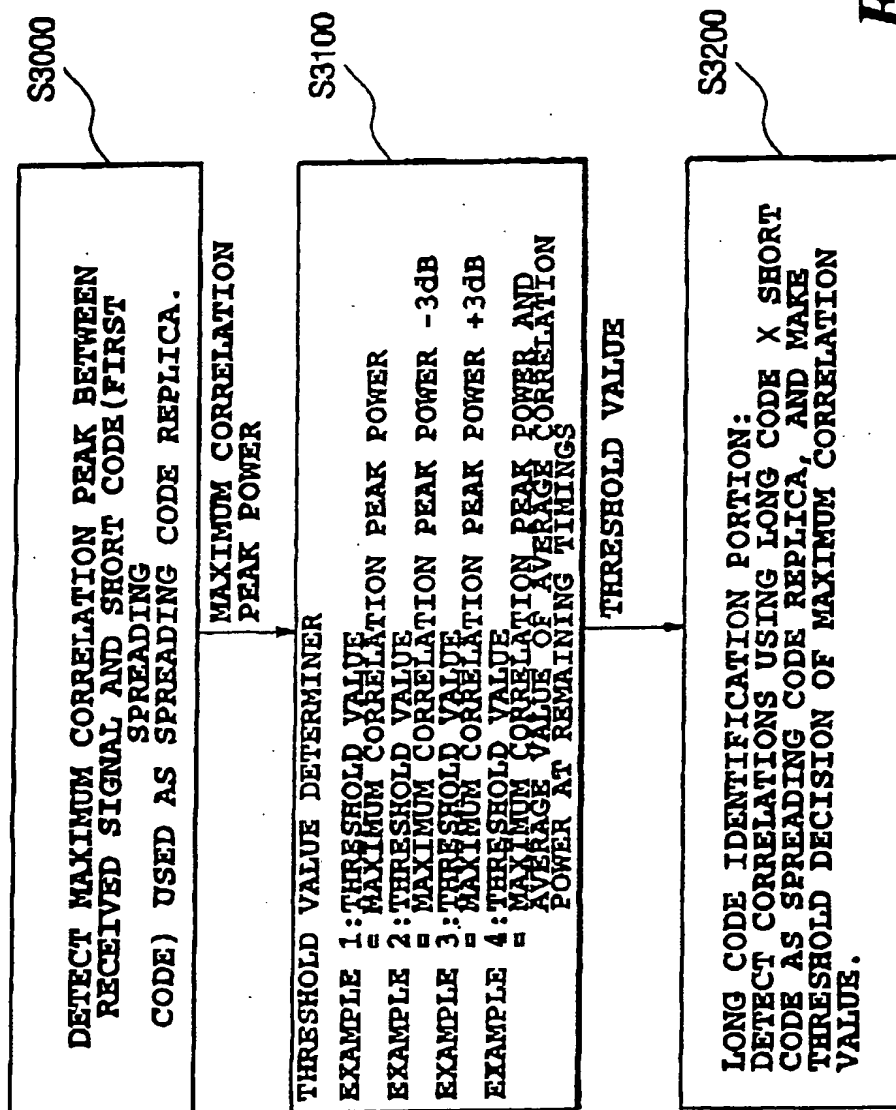 S3000
DETECT MAXIMUM CORRELATION PEAK BETWEEN
RECEIVED SIGNAL AND SHORT CODE(FIRST
SPREADING
CODE) USED AS SPREADING CODE REPLICA.
MAXIMUM CORRELATION
PEAK POWER
S3100
THRESHOLD VALUE DETERMINER
EXAMPLE 1:THRESHOLD VALUE
= MAXIMUM CORRELATION PEAK POWER
EXAMPLE 2:THRESHOLD VALUE
= MAXIMUM CORRELATION PEAK POWER -3dB
EXAMPLE 3:THRESHOLD VALUE
= MAXIMUM CORRELATION PEAK POWER +3dB
EXAMPLE 4:THRESHOLD VALUE
= MAXIMUM CORRELATION PEAK POWER AND
AVERAGE VALUE OF AVERAGE CORRELATION
POWER AT REMAINING TIMINGS
THRESHOLD VALUE
S3200
LONG CODE IDENTIFICATION PORTION:
DETECT CORRELATIONS USING LONG CODE X SHORT
CODE AS SPREADING CODE REPLICA, AND MAKE
THRESHOLD DECISION OF MAXIMUM CORRELATION
VALUE.